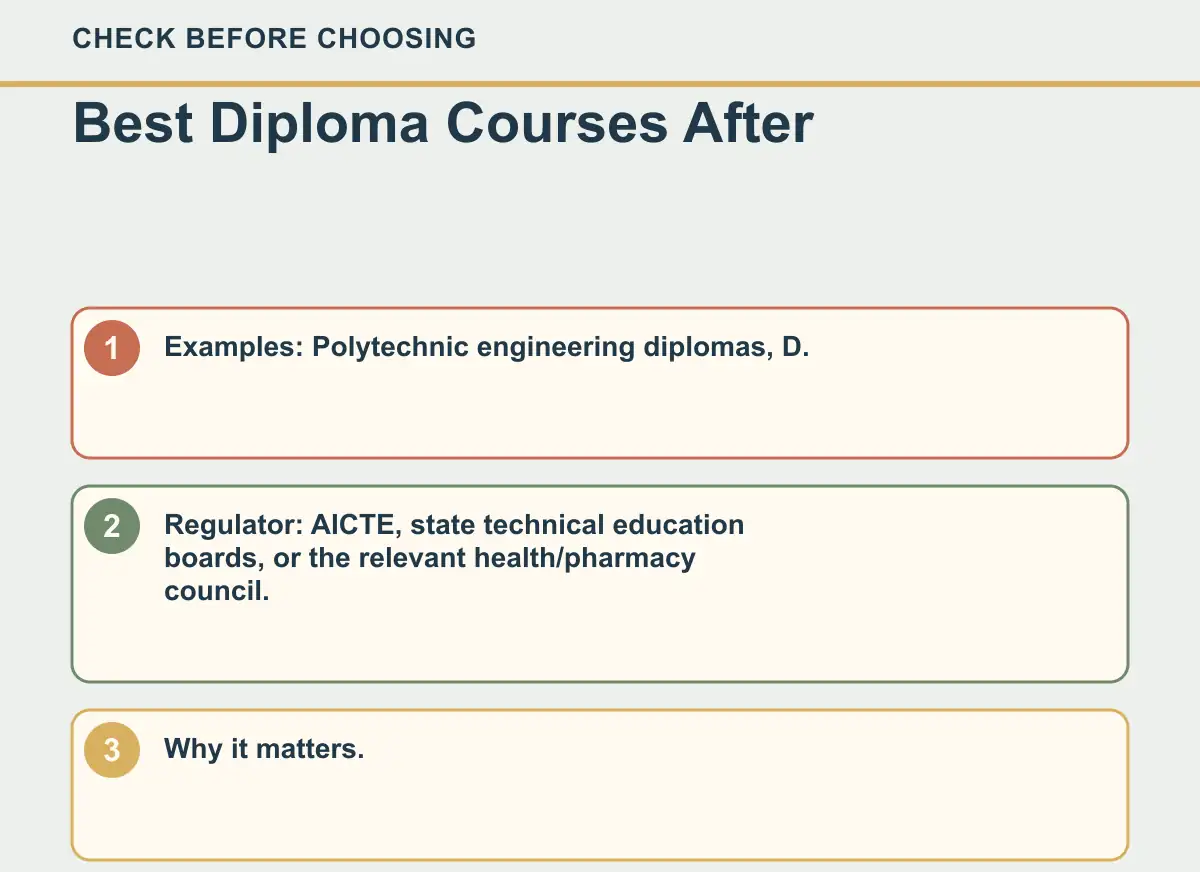 CHECK BEFORE CHOOSING
Best Diploma Courses After
1
Examples: Polytechnic engineering diplomas, D.
2
Regulator: AICTE, state technical education
boards, or the relevant health/pharmacy
council.
3
Why it matters.